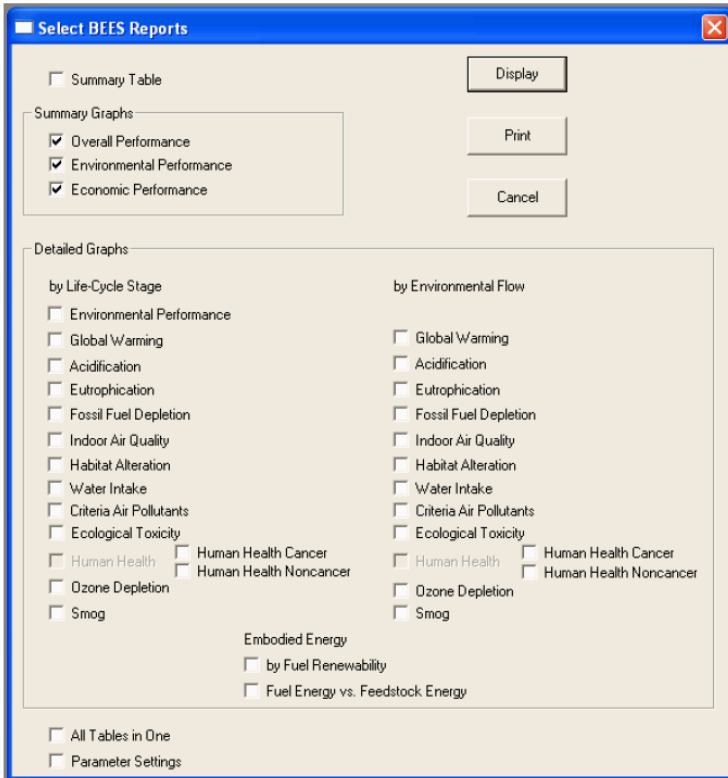 Select BEES Reports
Summary Table
Display
Summary Graphs
Overall Performance
Environmental Performance
Economic Performance
Print
Cancel
Detailed Graphs
by Life-Cycle Stage
Environmental Performance
Global Warming
Acidification
Eutrophication
Fossil Fuel Depletion
Indoor Air Quality
Habitat Alteration
Water Intake
Criteria Air Pollutants
Ecological Toxicity
Human Health
Human Health Cancer
Human Health Noncancer
Ozone Depletion
Smog
by Environmental Flow
Global Warming
Acidification
Eutrophication
Fossil Fuel Depletion
Indoor Air Quality
Habitat Alteration
Water Intake
Criteria Air Pollutants
Ecological Toxicity
Human Health
Human Health Cancer
Human Health Noncancer
Ozone Depletion
Smog
Embodied Energy
by Fuel Renewability
Fuel Energy vs. Feedstock Energy
All Tables in One
Parameter Settings